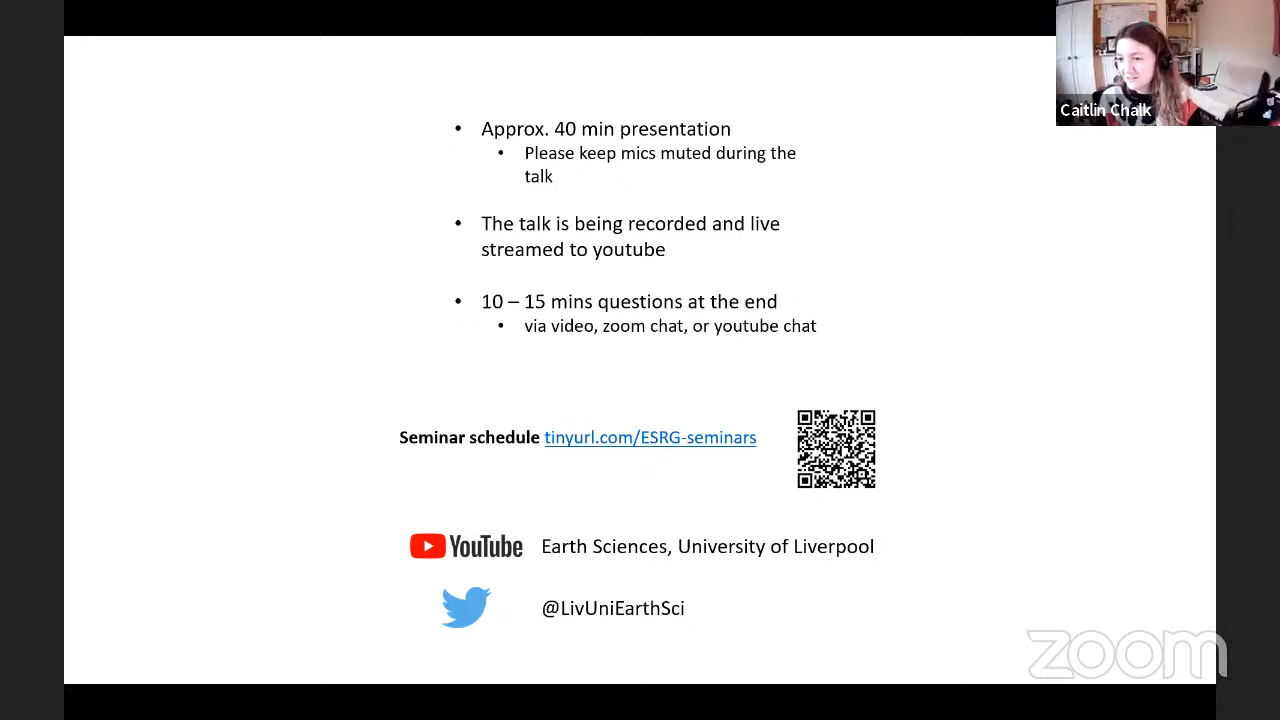 Caitlin Chalk
• Approx. 40 min presentation
• Please keep mics muted during the
talk
• The talk is being recorded and live
streamed to youtube
• 10 – 15 mins questions at the end
• via video, zoom chat, or youtube chat
Seminar schedule tinyurl.com/ESRG-seminars
YouTube Earth Sciences, University of Liverpool
@LivUniEarthSci
zoom